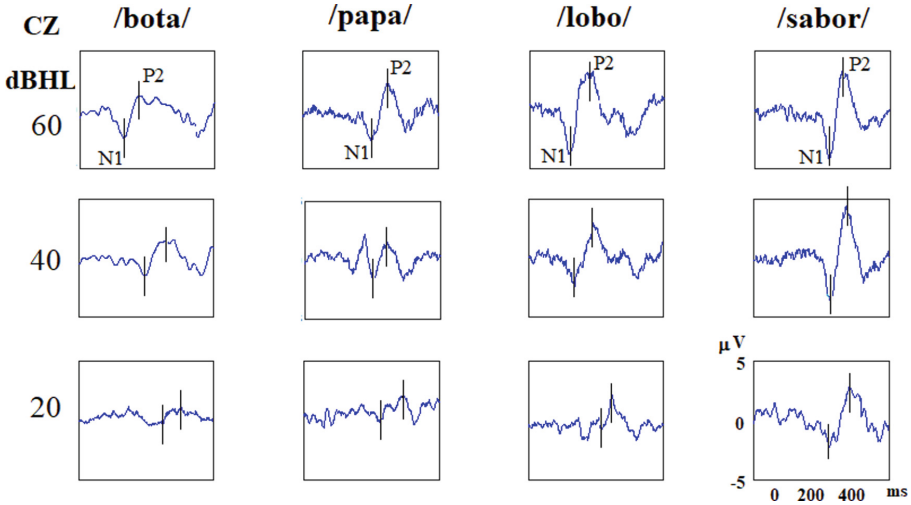 CZ /bota/ /papa/ /lobo/ /sabor/
dBHL
P2 P2 P2 P2
60
N1 N1 N1 N1
40
μV
20
5
0
-5
0 200 400 ms